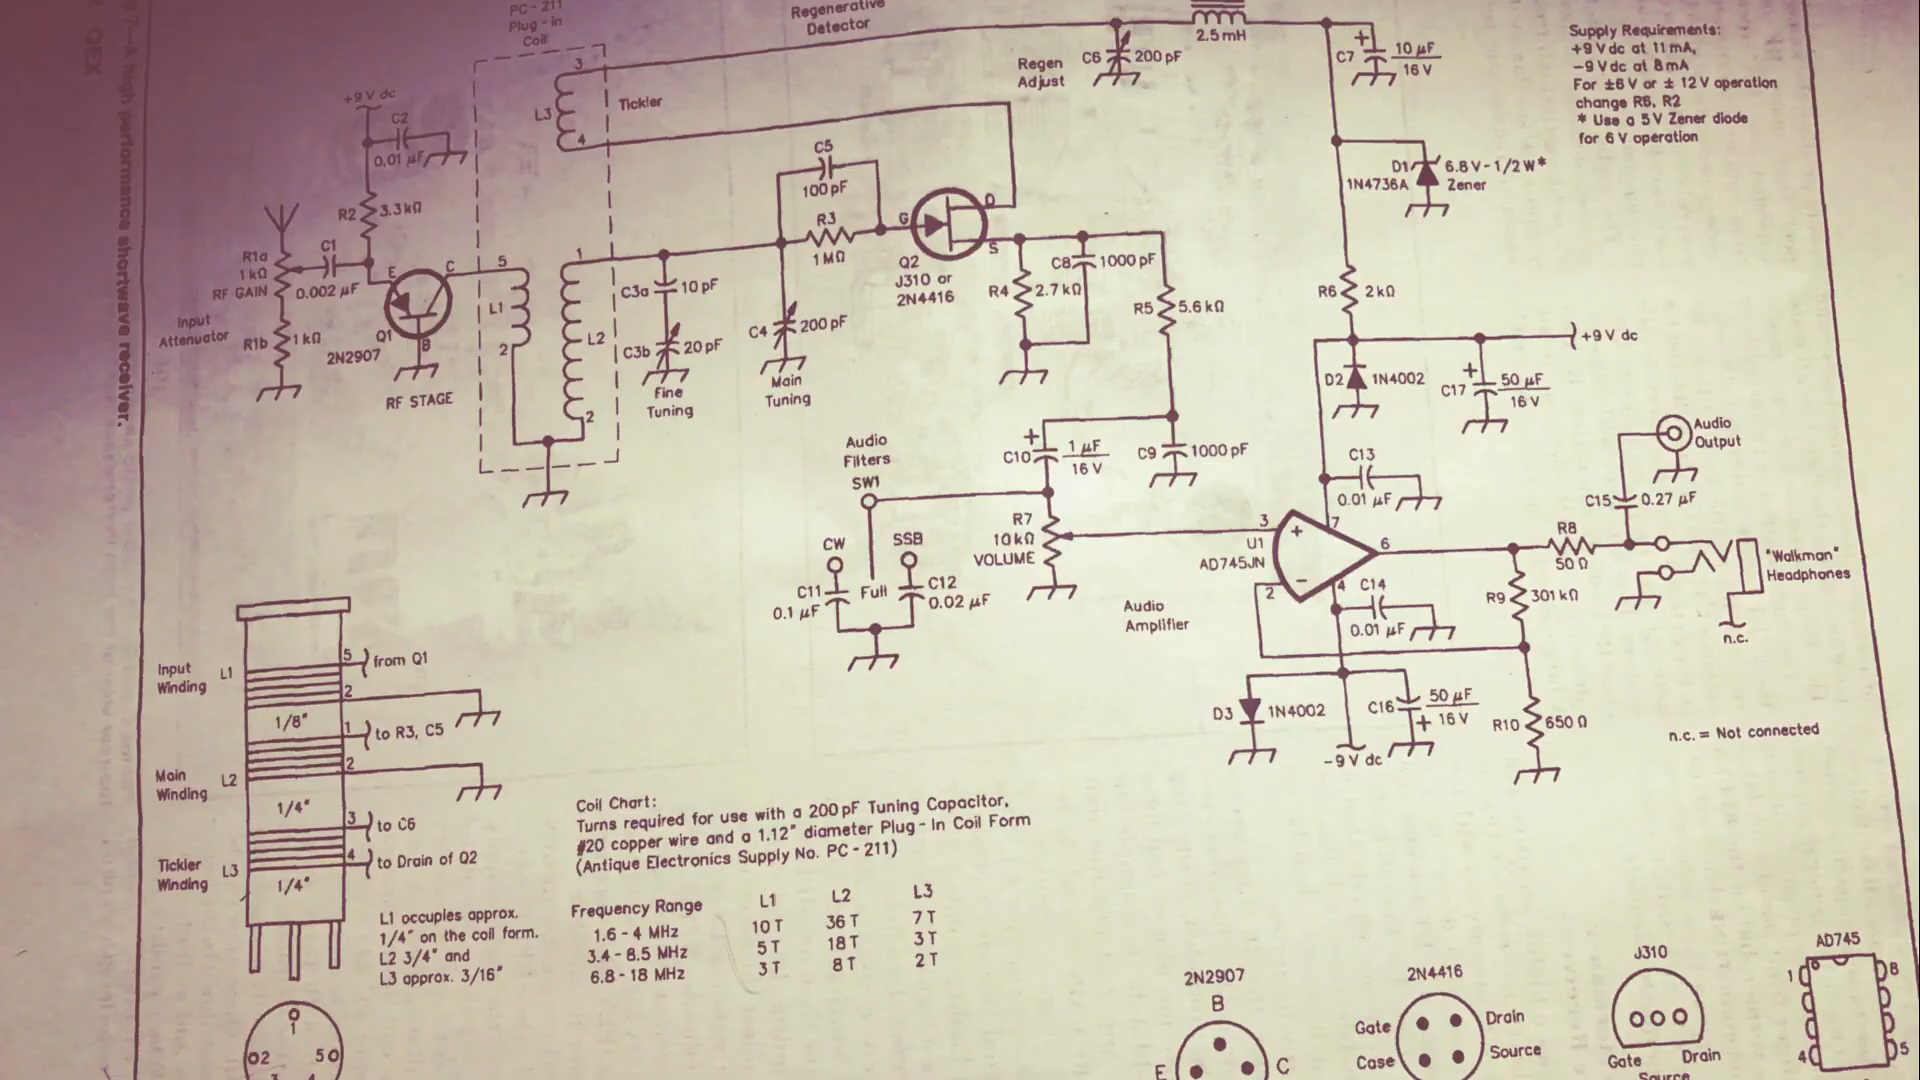 PC - 211
Plug - in
Coil
Regenerative
Detector
Supply Requirements:
+9 V dc at 11 mA,
-9 V dc at 8 mA
For ±6 V or ± 12 V operation
change R6, R2
* Use a 5 V Zener diode
for 6 V operation
2.5 mH
Regen
Adjust
C6
200 pF
C7
+
10 µF
16 V
3
L3
4
Tickler
+9 V dc
C2
0.01 µF
R2
3.3 kΩ
C5
100 pF
R3
1 MΩ
G
D
S
Q2
J310 or
2N4416
D1
1N4736A
6.8 V - 1/2 W*
Zener
R1a
1 kΩ
RF GAIN
C1
0.002 µF
E
C
B
Q1
2N2907
RF STAGE
Input
Attenuator
R1b
1 kΩ
5
L1
2
1
L2
2
C3a
10 pF
C3b
20 pF
Fine
Tuning
C4
200 pF
Main
Tuning
R4
2.7 kΩ
C8
1000 pF
R5
5.6 kΩ
R6
2 kΩ
+9 V dc
D2
1N4002
C17
+
50 µF
16 V
Audio
Output
Audio
Filters
SW1
C10
+
1 µF
16 V
C9
1000 pF
C13
0.01 µF
C15
0.27 µF
CW
SSB
C11
0.1 µF
Full
C12
0.02 µF
R7
10 kΩ
VOLUME
3
+
7
U1
AD745JN
6
-
2
4
C14
0.01 µF
Audio
Amplifier
R8
50 Ω
R9
301 kΩ
"Walkman"
Headphones
n.c.
D3
1N4002
C16
+
50 µF
16 V
-9 V dc
R10
650 Ω
n.c. = Not connected
Input
Winding
L1
5
from Q1
2
1/8"
1
to R3, C5
Main
Winding
L2
2
1/4"
3
to C6
4
to Drain of Q2
Tickler
Winding
L3
1/4"
L1 occupies approx.
1/4" on the coil form.
L2 3/4" and
L3 approx. 3/16"
Coil Chart:
Turns required for use with a 200 pF Tuning Capacitor,
#20 copper wire and a 1.12" diameter Plug - In Coil Form
(Antique Electronics Supply No. PC - 211)
Frequency Range L1 L2 L3
1.6 - 4 MHz 10 T 36 T 7 T
3.4 - 8.5 MHz 5 T 18 T 3 T
6.8 - 18 MHz 3 T 8 T 2 T
1
2
5
3
4
2N2907
B
E
C
2N4416
Gate
Drain
Case
Source
J310
Gate
Drain
Source
AD745
1
8
4
5
97—A high performance shortwave receiver.
QEX